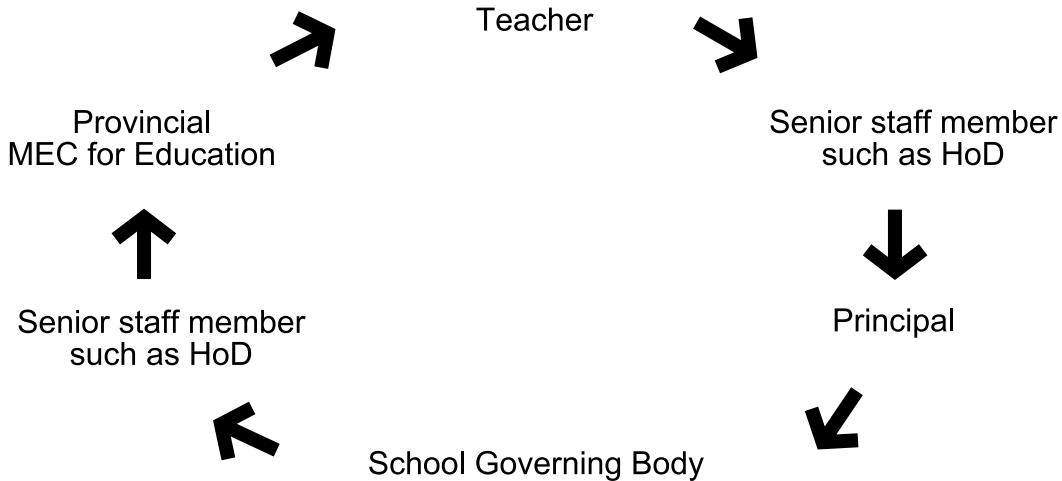 Teacher
Senior staff member
such as HoD
Principal
School Governing Body
Senior staff member
such as HoD
Provincial
MEC for Education